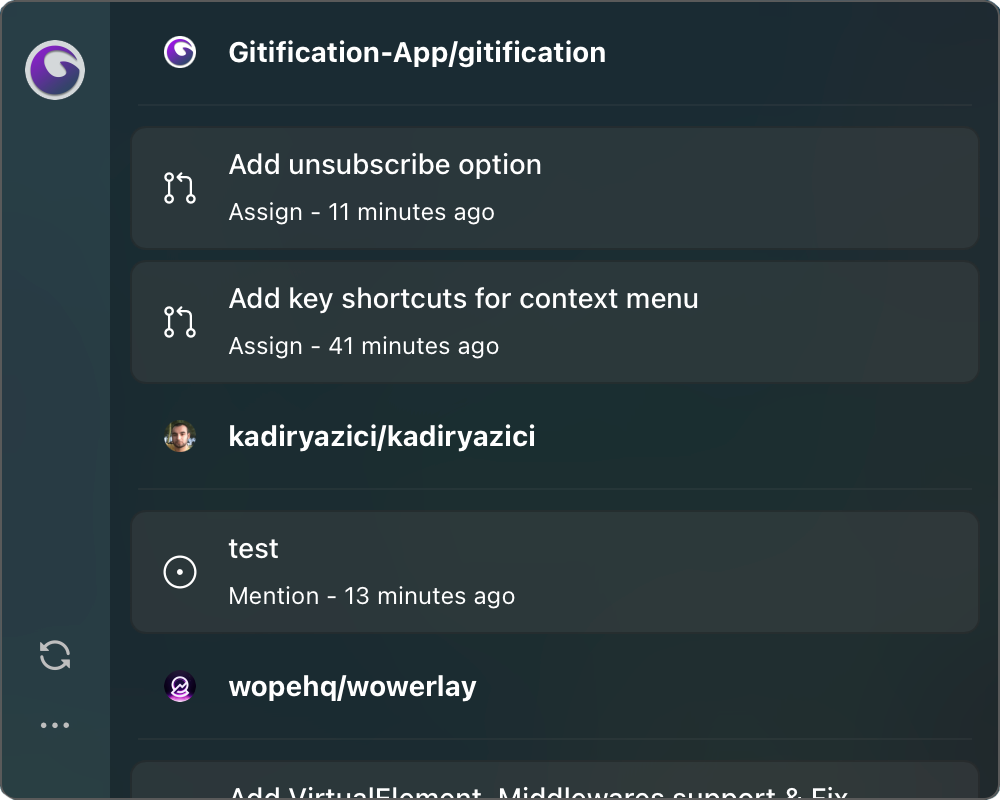 Gitification-App/gitification
Add unsubscribe option
Assign - 11 minutes ago
Add key shortcuts for context menu
Assign - 41 minutes ago
kadiryazici/kadiryazici
test
Mention - 13 minutes ago
wopehq/wowerlay
Add VirtualElement, Middlewares support & Fix